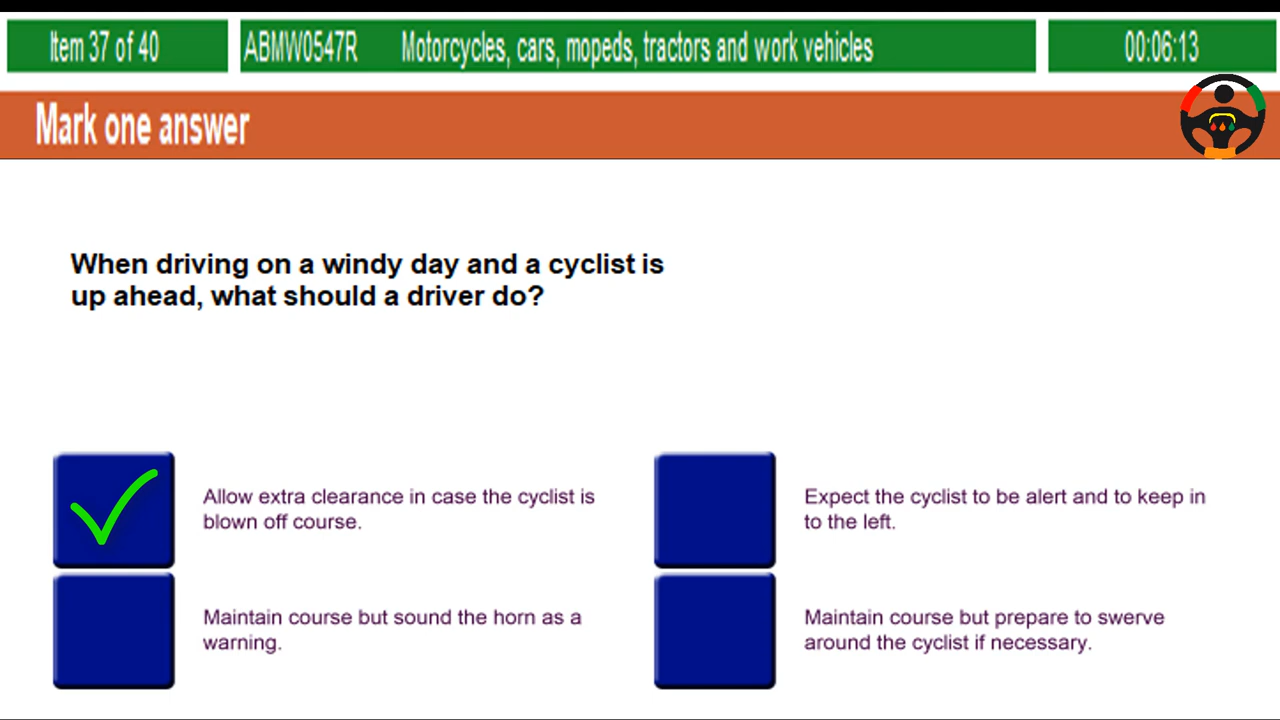 Item 37 of 40
ABMW0547R Motorcycles, cars, mopeds, tractors and work vehicles
00:06:13
Mark one answer
When driving on a windy day and a cyclist is
up ahead, what should a driver do?
Allow extra clearance in case the cyclist is
blown off course.
Expect the cyclist to be alert and to keep in
to the left.
Maintain course but sound the horn as a
warning.
Maintain course but prepare to swerve
around the cyclist if necessary.